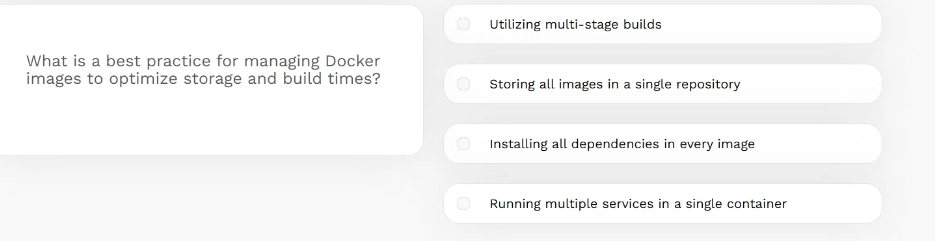 What is a best practice for managing Docker
images to optimize storage and build times?
Utilizing multi-stage builds
Storing all images in a single repository
Installing all dependencies in every image
Running multiple services in a single container